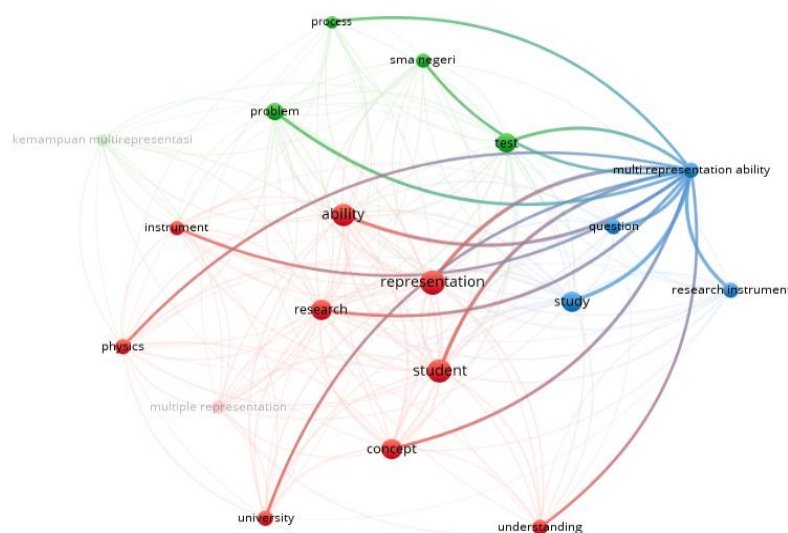 process
sma negeri
problem
kemampuan multirepresentasi
test
multi representation ability
ability
instrument
question
representation
research instrument
study
research
physics
student
multiple representation
concept
university
understanding